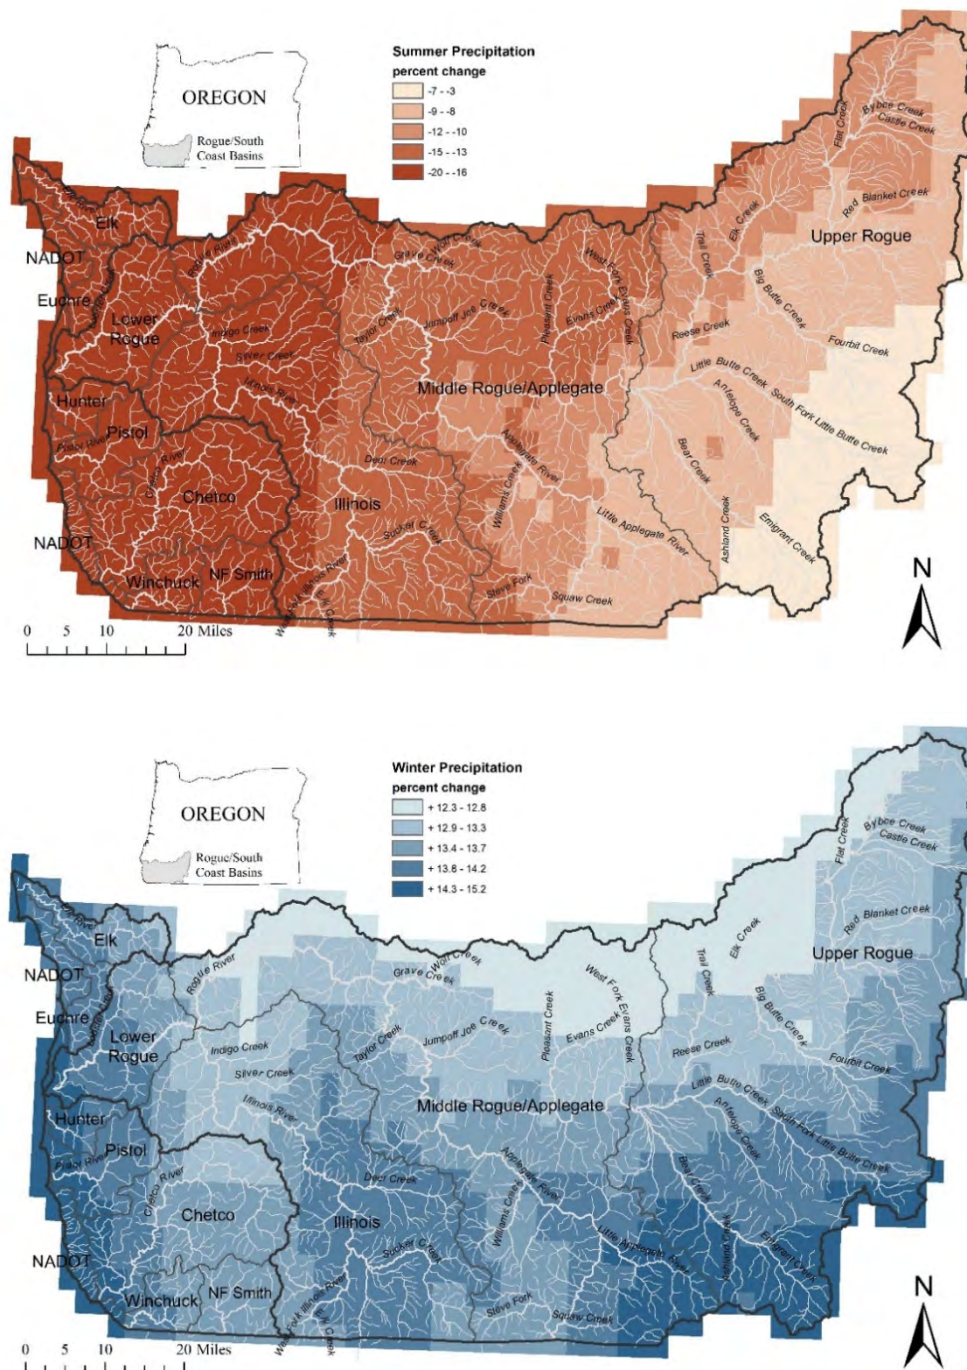 Summer Precipitation
percent change
-7 - -3
-9 - -8
-12 - -10
-15 - -13
-20 - -16
OREGON
Rogue/South
Coast Basins
Bybee Creek
Castle Creek
Flat Creek
Red Blanket Creek
Elk Creek
Upper Rogue
Trail Creek
Elk
Rogue River
Wolf Creek
Grave Creek
West Fork Evans Creek
NADOT
Big Butte Creek
Euchre
Lower
Rogue
Indigo Creek
Taylor Creek
Jumpoff Joe Creek
Pleasant Creek
Evans Creek
Reese Creek
Fourbit Creek
Silver Creek
Little Butte Creek
South Fork Little Butte Creek
Illinois River
Middle Rogue/Applegate
Antelope Creek
Hunter
Pistol
Pistol River
Chetco River
Deer Creek
Applegate River
Bear Creek
Chetco
Illinois
Williams Creek
Sucker Creek
Little Applegate River
Ashland Creek
Emigrant Creek
NADOT
Winchuck
NF Smith
West Fork Illinois River
Elk Creek
Steve Fork
Squaw Creek
N
0 5 10 20 Miles
Winter Precipitation
percent change
+ 12.3 - 12.8
+ 12.9 - 13.3
+ 13.4 - 13.7
+ 13.8 - 14.2
+ 14.3 - 15.2
OREGON
Rogue/South
Coast Basins
Bybee Creek
Castle Creek
Flat Creek
Red Blanket Creek
Elk Creek
Upper Rogue
Trail Creek
Elk
Rogue River
Wolf Creek
Grave Creek
West Fork Evans Creek
NADOT
Big Butte Creek
Euchre
Lower
Rogue
Indigo Creek
Taylor Creek
Jumpoff Joe Creek
Pleasant Creek
Evans Creek
Reese Creek
Fourbit Creek
Silver Creek
Little Butte Creek
South Fork Little Butte Creek
Illinois River
Middle Rogue/Applegate
Antelope Creek
Hunter
Pistol
Pistol River
Chetco River
Deer Creek
Applegate River
Bear Creek
Chetco
Illinois
Williams Creek
Sucker Creek
Little Applegate River
Ashland Creek
Emigrant Creek
NADOT
Winchuck
NF Smith
West Fork Illinois River
Elk Creek
Steve Fork
Squaw Creek
N
0 5 10 20 Miles